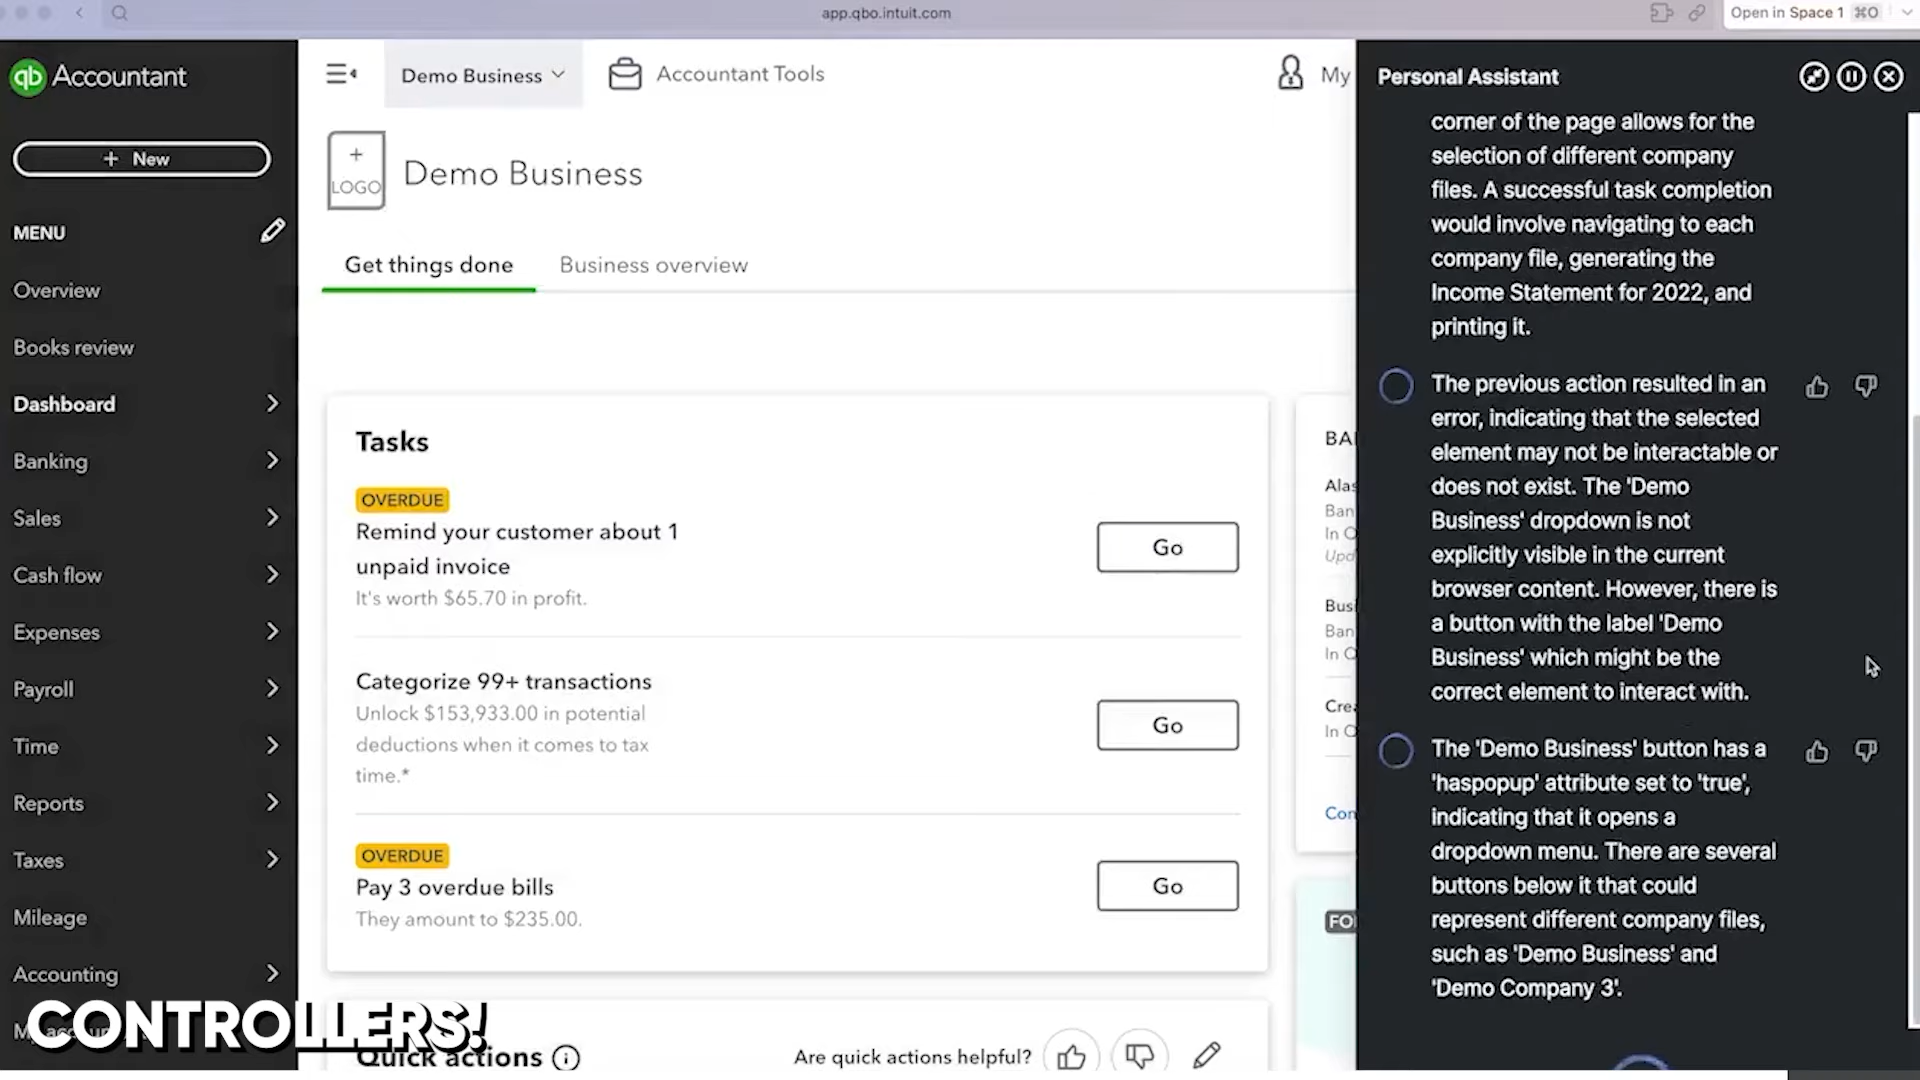 app.qbo.intuit.com
Open in Space 1 ⌘O
qb Accountant
+ New
MENU
Overview
Books review
Dashboard
Banking
Sales
Cash flow
Expenses
Payroll
Time
Reports
Taxes
Mileage
Accounting
CONTROLLERS!
Demo Business
Accountant Tools
My
+
LOGO
Demo Business
Get things done
Business overview
Tasks
OVERDUE
Remind your customer about 1
unpaid invoice
It's worth $65.70 in profit.
Go
Categorize 99+ transactions
Unlock $153,933.00 in potential
deductions when it comes to tax
time.*
Go
OVERDUE
Pay 3 overdue bills
They amount to $235.00.
Go
Quick actions
Are quick actions helpful?
Ban
In
Ban
In
In
Personal Assistant
corner of the page allows for the
selection of different company
files. A successful task completion
would involve navigating to each
company file, generating the
Income Statement for 2022, and
printing it.
The previous action resulted in an
error, indicating that the selected
element may not be interactable or
does not exist. The 'Demo
Business' dropdown is not
explicitly visible in the current
browser content. However, there is
a button with the label 'Demo
Business' which might be the
correct element to interact with.
The 'Demo Business' button has a
'haspopup' attribute set to 'true',
indicating that it opens a
dropdown menu. There are several
buttons below it that could
represent different company files,
such as 'Demo Business' and
'Demo Company 3'.